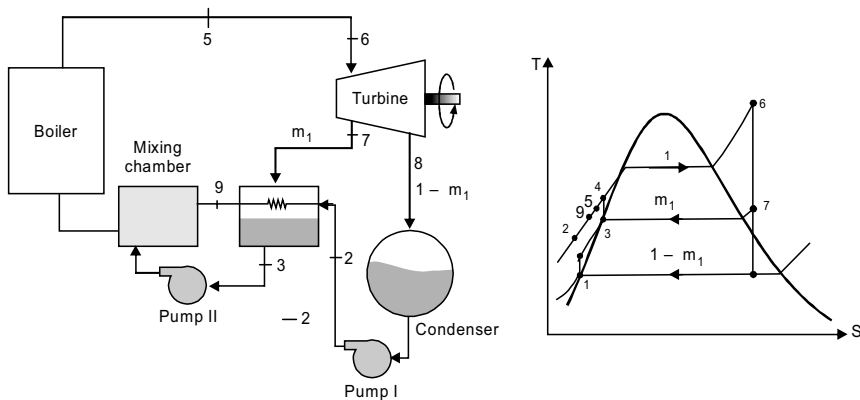 5
6
Boiler
Turbine
m1
7
8
1 – m1
Mixing
chamber
9
3
2
Pump II
— 2
Condenser
Pump I
T
6
1
4
5
9
2
m1
7
3
1 – m1
1
S